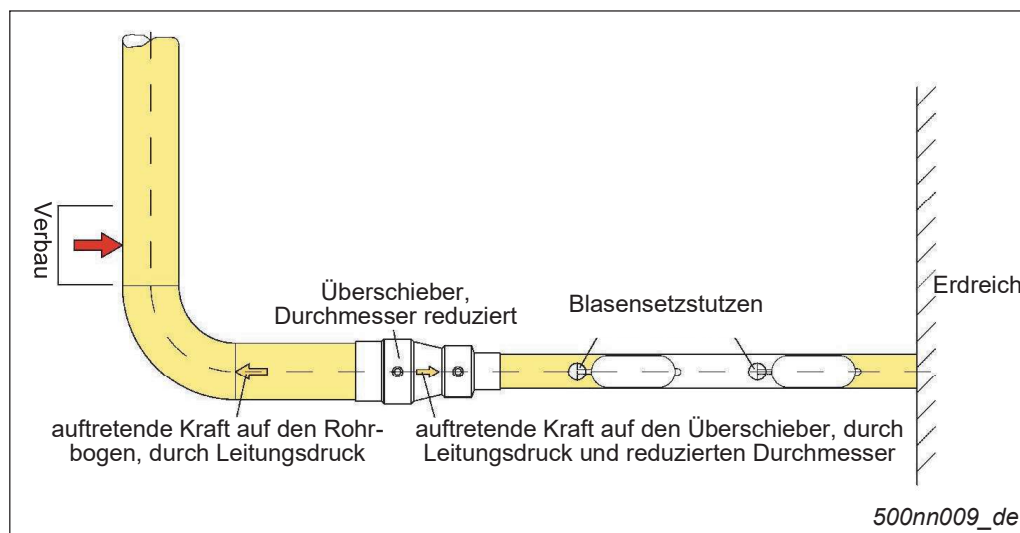 Verbau
Überschieber,
Durchmesser reduziert
Blasensetzstutzen
Erdreich
auftretende Kraft auf den Rohr-
bogen, durch Leitungsdruck
auftretende Kraft auf den Überschieber, durch
Leitungsdruck und reduzierten Durchmesser
500nn009_de